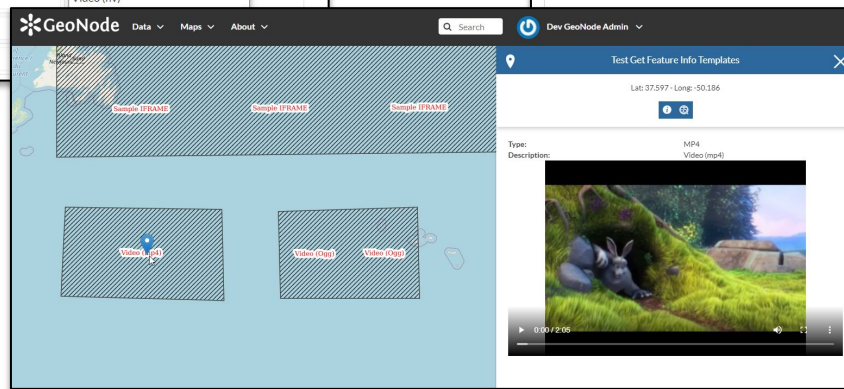 Video (flv)
GeoNode Data Maps About Search Dev GeoNode Admin
Test Get Feature Info Templates
Lat: 37.597 - Long: -50.186
Sample IFRAME Sample IFRAME Sample IFRAME
Type: MP4
Description: Video (mp4)
Video (mp4) Video (Ogg) Video (Ogg)
0:00 / 2:05